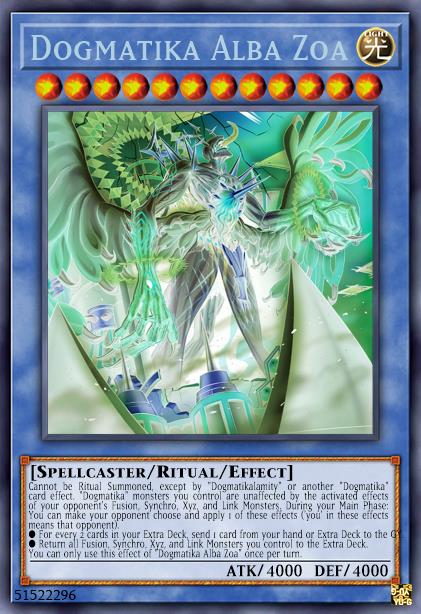 DOGMATIKA ALBA ZOA
LIGHT
光
[SPELLCASTER/RITUAL/EFFECT]
Cannot be Ritual Summoned, except by "Dogmatikalamity" or another "Dogmatika"
card effect. "Dogmatika" monsters you control are unaffected by the activated effects
of your opponent's Fusion, Synchro, Xyz, and Link Monsters, During your Main Phase:
You can make your opponent choose and apply 1 of these effects ('you' in these effects
means that opponent).
● For every 2 cards in your Extra Deck, send 1 card from your hand or Extra Deck to the GY.
● Return all Fusion, Synchro, Xyz, and Link Monsters you control to the Extra Deck.
You can only use this effect of "Dogmatika Alba Zoa" once per turn.
ATK/4000 DEF/4000
51522296